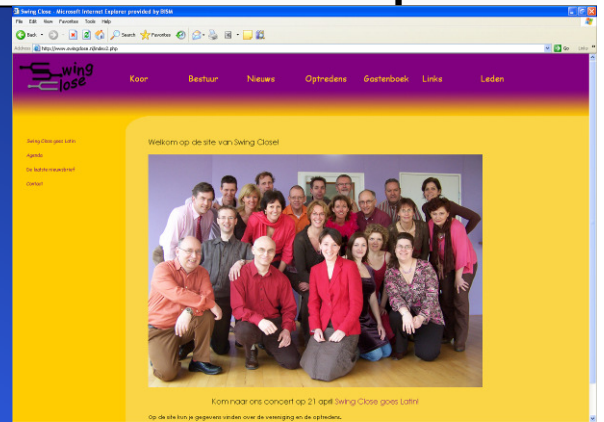 Swing Close - Microsoft Internet Explorer provided by BISM
File Edit View Favorites Tools Help
Back Search Favorites
Address http://www.swingclose.nl/index2.php Go Links
Swing Close
Koor Bestuur Nieuws Optredens Gastenboek Links Leden
Swing Close goes Latin
Agenda
De laatste nieuwsbrief
Contact
Welkom op de site van Swing Close!
Kom naar ons concert op 21 april Swing Close goes Latin!
Op de site kun je gegevens vinden over de vereniging en de optredens.